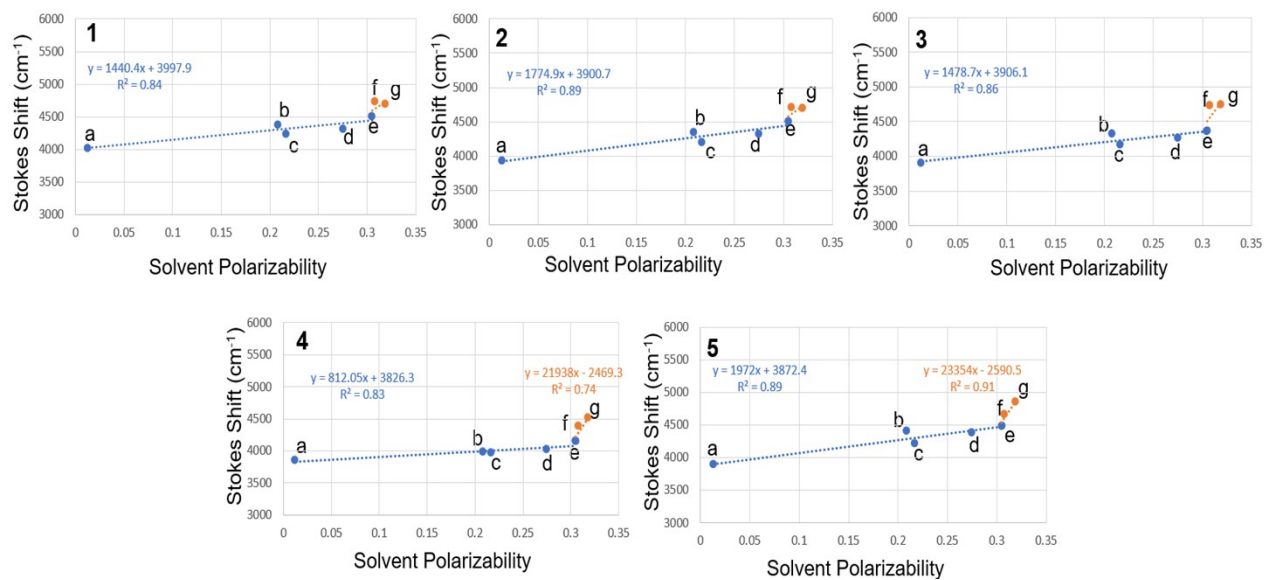 1
6000
5500
5000
4500
4000
3500
3000
Stokes Shift (cm⁻¹)
y = 1440.4x + 3997.9
R² = 0.84
a
b
c
d
e
f
g
0 0.05 0.1 0.15 0.2 0.25 0.3 0.35
Solvent Polarizability
2
6000
5500
5000
4500
4000
3500
3000
Stokes Shift (cm⁻¹)
y = 1774.9x + 3900.7
R² = 0.89
a
b
c
d
e
f
g
0 0.05 0.1 0.15 0.2 0.25 0.3 0.35
Solvent Polarizability
3
6000
5500
5000
4500
4000
3500
3000
Stokes Shift (cm⁻¹)
y = 1478.7x + 3906.1
R² = 0.86
a
b
c
d
e
f
g
0 0.05 0.1 0.15 0.2 0.25 0.3 0.35
Solvent Polarizability
4
6000
5500
5000
4500
4000
3500
3000
Stokes Shift (cm⁻¹)
y = 812.05x + 3826.3
R² = 0.83
y = 21938x - 2469.3
R² = 0.74
a
b
c
d
e
f
g
0 0.05 0.1 0.15 0.2 0.25 0.3 0.35
Solvent Polarizability
5
6000
5500
5000
4500
4000
3500
3000
Stokes Shift (cm⁻¹)
y = 1972x + 3872.4
R² = 0.89
y = 23354x - 2590.5
R² = 0.91
a
b
c
d
e
f
g
0 0.05 0.1 0.15 0.2 0.25 0.3 0.35
Solvent Polarizability